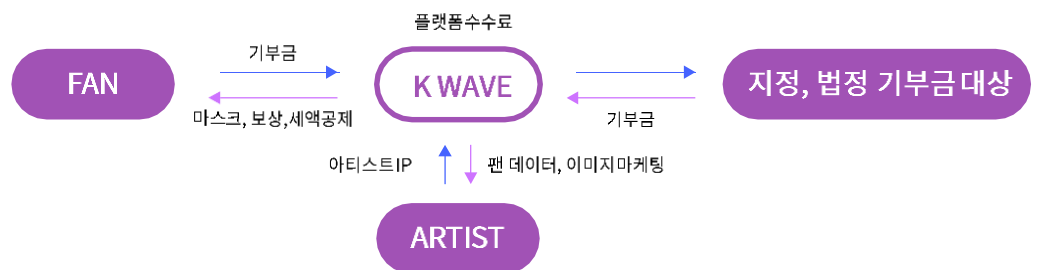 플랫폼수수료
기부금
FAN
K WAVE
지정, 법정 기부금 대상
마스크, 보상,세액공제
기부금
아티스트IP
팬 데이터, 이미지마케팅
ARTIST